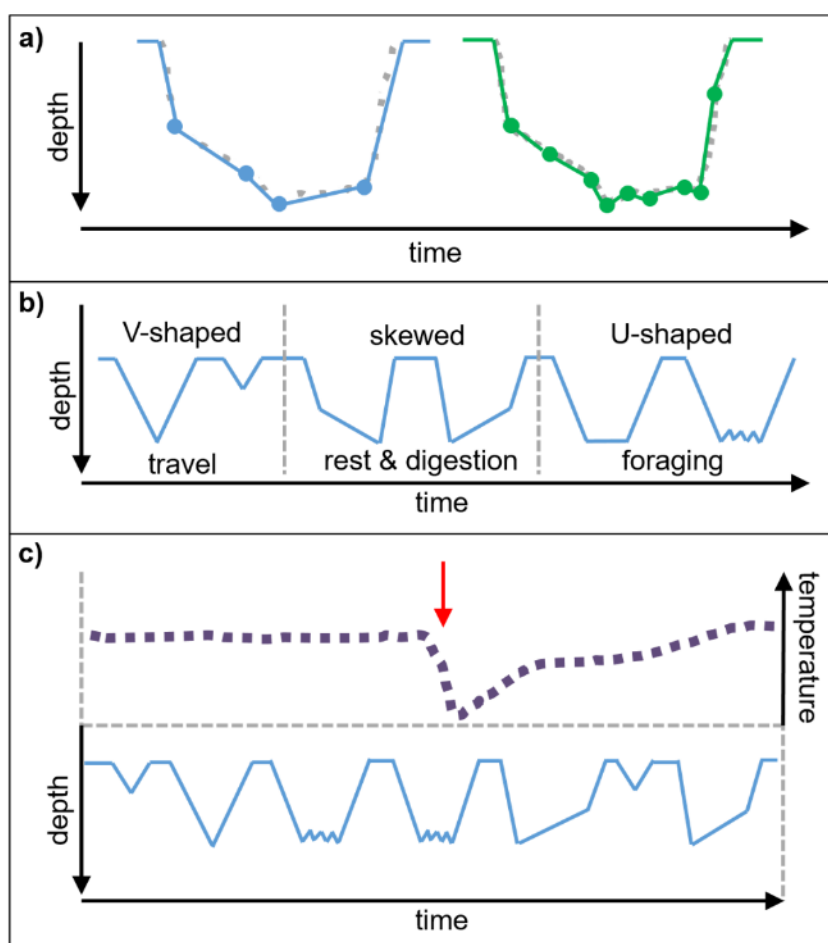 a)
depth
time
b)
V-shaped
skewed
U-shaped
depth
travel
rest & digestion
foraging
time
c)
temperature
depth
time